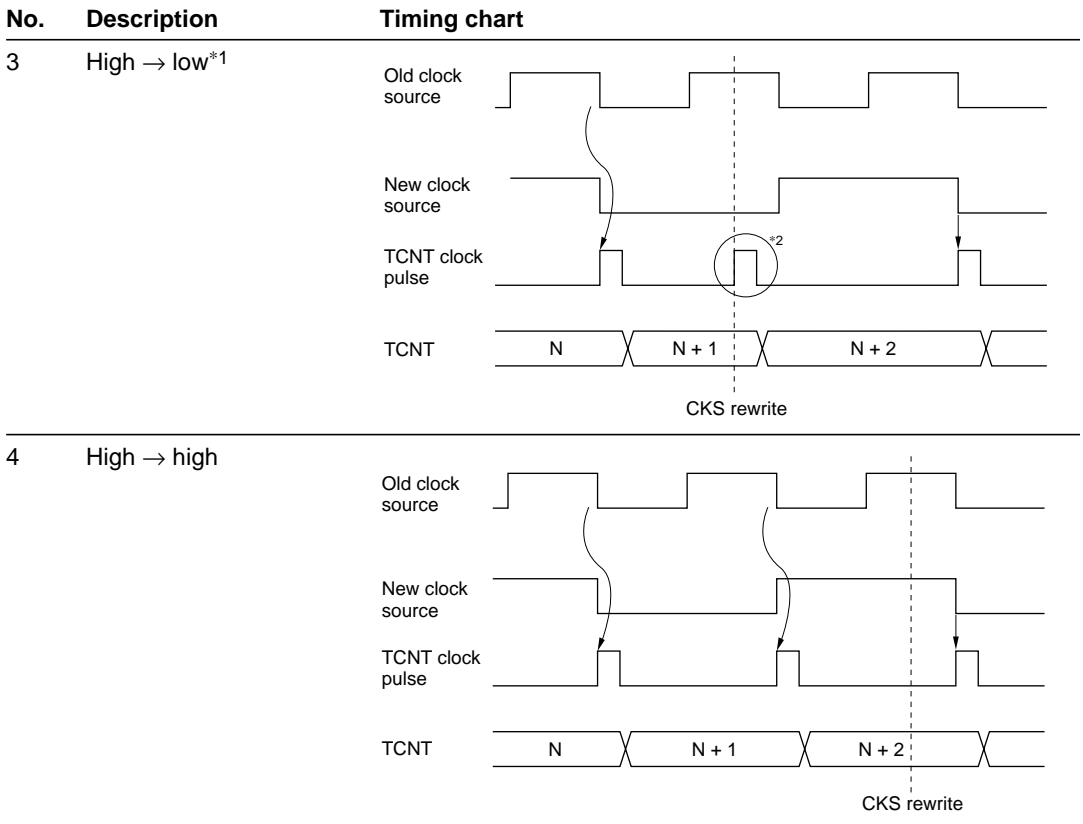 No. Description Timing chart
3 High → low*1
Old clock
source
New clock
source
TCNT clock
pulse
*2
TCNT N N + 1 N + 2
CKS rewrite
4 High → high
Old clock
source
New clock
source
TCNT clock
pulse
TCNT N N + 1 N + 2
CKS rewrite